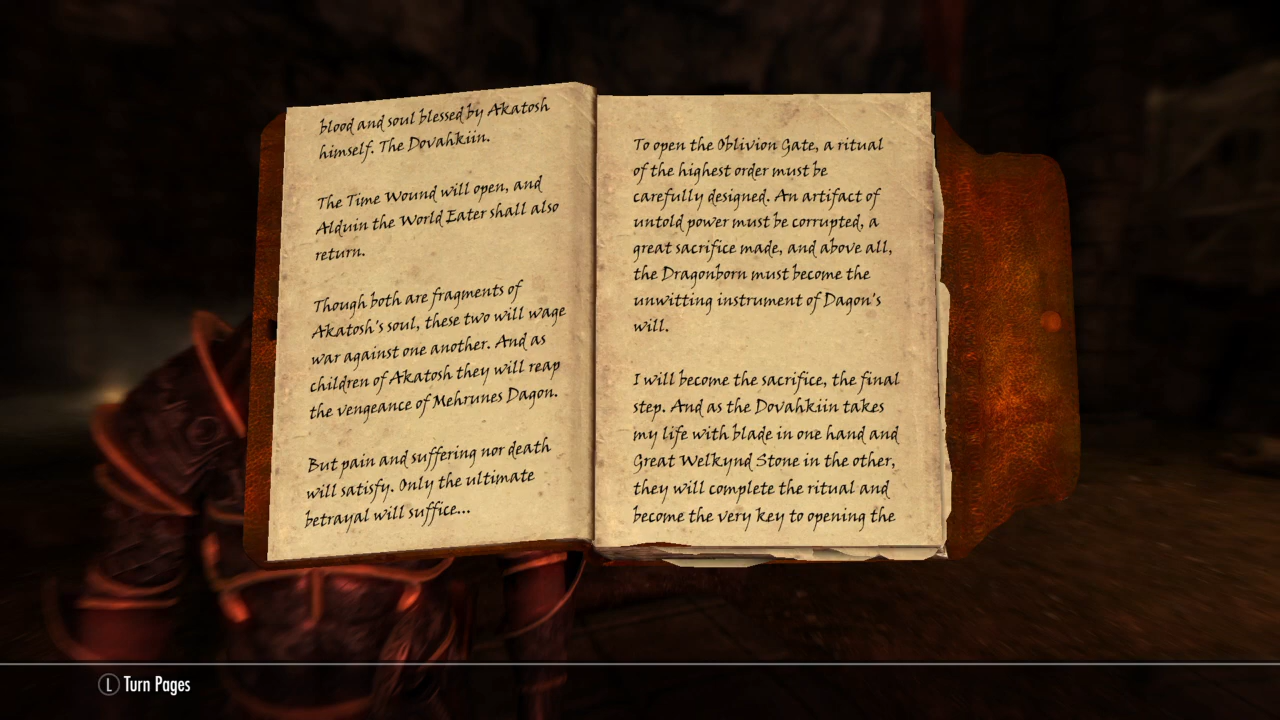 blood and soul blessed by Akatosh
himself. The Dovahkiin.
The Time Wound will open, and
Alduin the World Eater shall also
return.
Though both are fragments of
Akatosh's soul, these two will wage
war against one another. And as
children of Akatosh they will reap
the vengeance of Mehrunes Dagon.
But pain and suffering nor death
will satisfy. Only the ultimate
betrayal will suffice...
To open the Oblivion Gate, a ritual
of the highest order must be
carefully designed. An artifact of
untold power must be corrupted, a
great sacrifice made, and above all,
the Dragonborn must become the
unwitting instrument of Dagon's
will.
I will become the sacrifice, the final
step. And as the Dovahkiin takes
my life with blade in one hand and
Great Welkynd Stone in the other,
they will complete the ritual and
become the very key to opening the
L Turn Pages